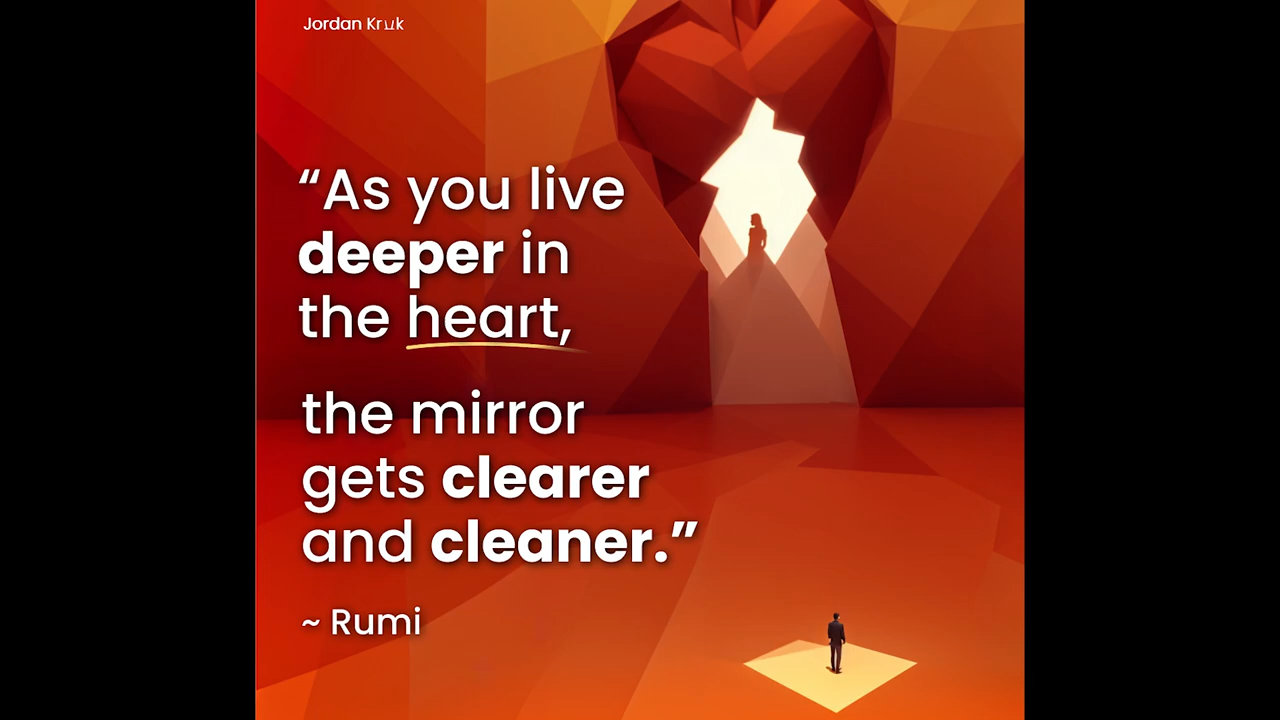 Jordan Kruk
“As you live
deeper in
the heart,
the mirror
gets clearer
and cleaner.”
~ Rumi